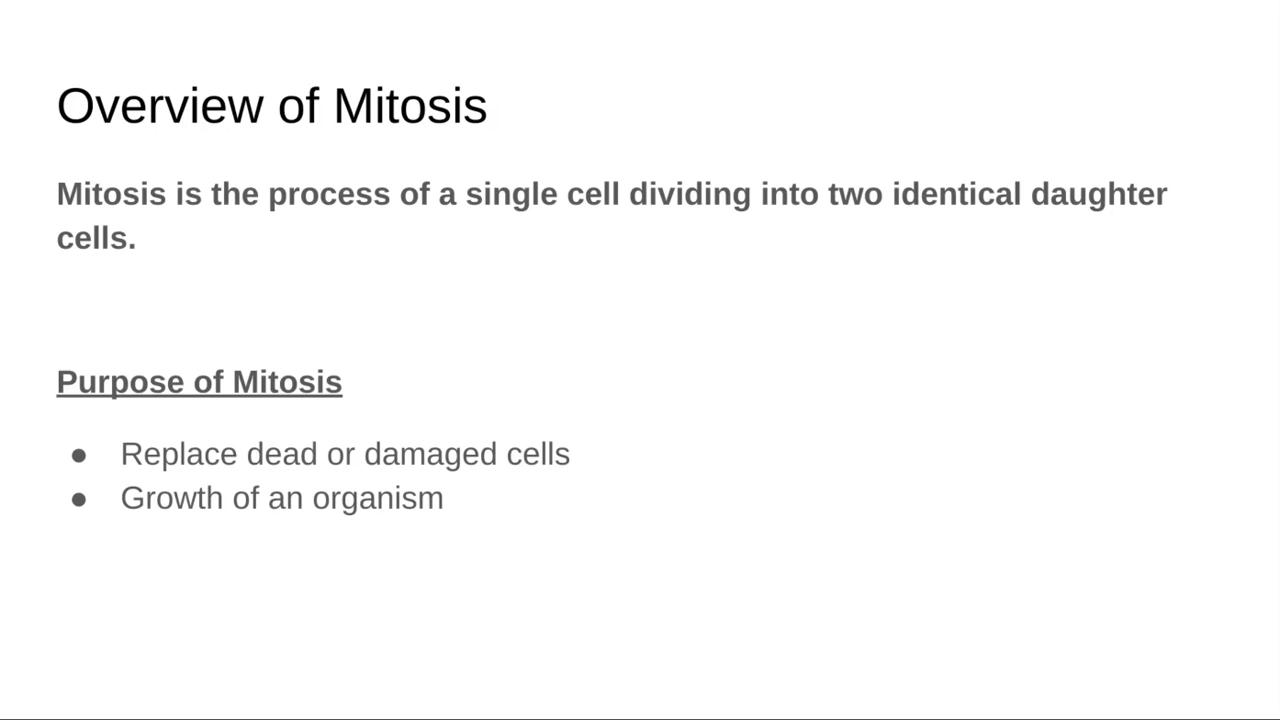 Overview of Mitosis
Mitosis is the process of a single cell dividing into two identical daughter
cells.
Purpose of Mitosis
● Replace dead or damaged cells
● Growth of an organism